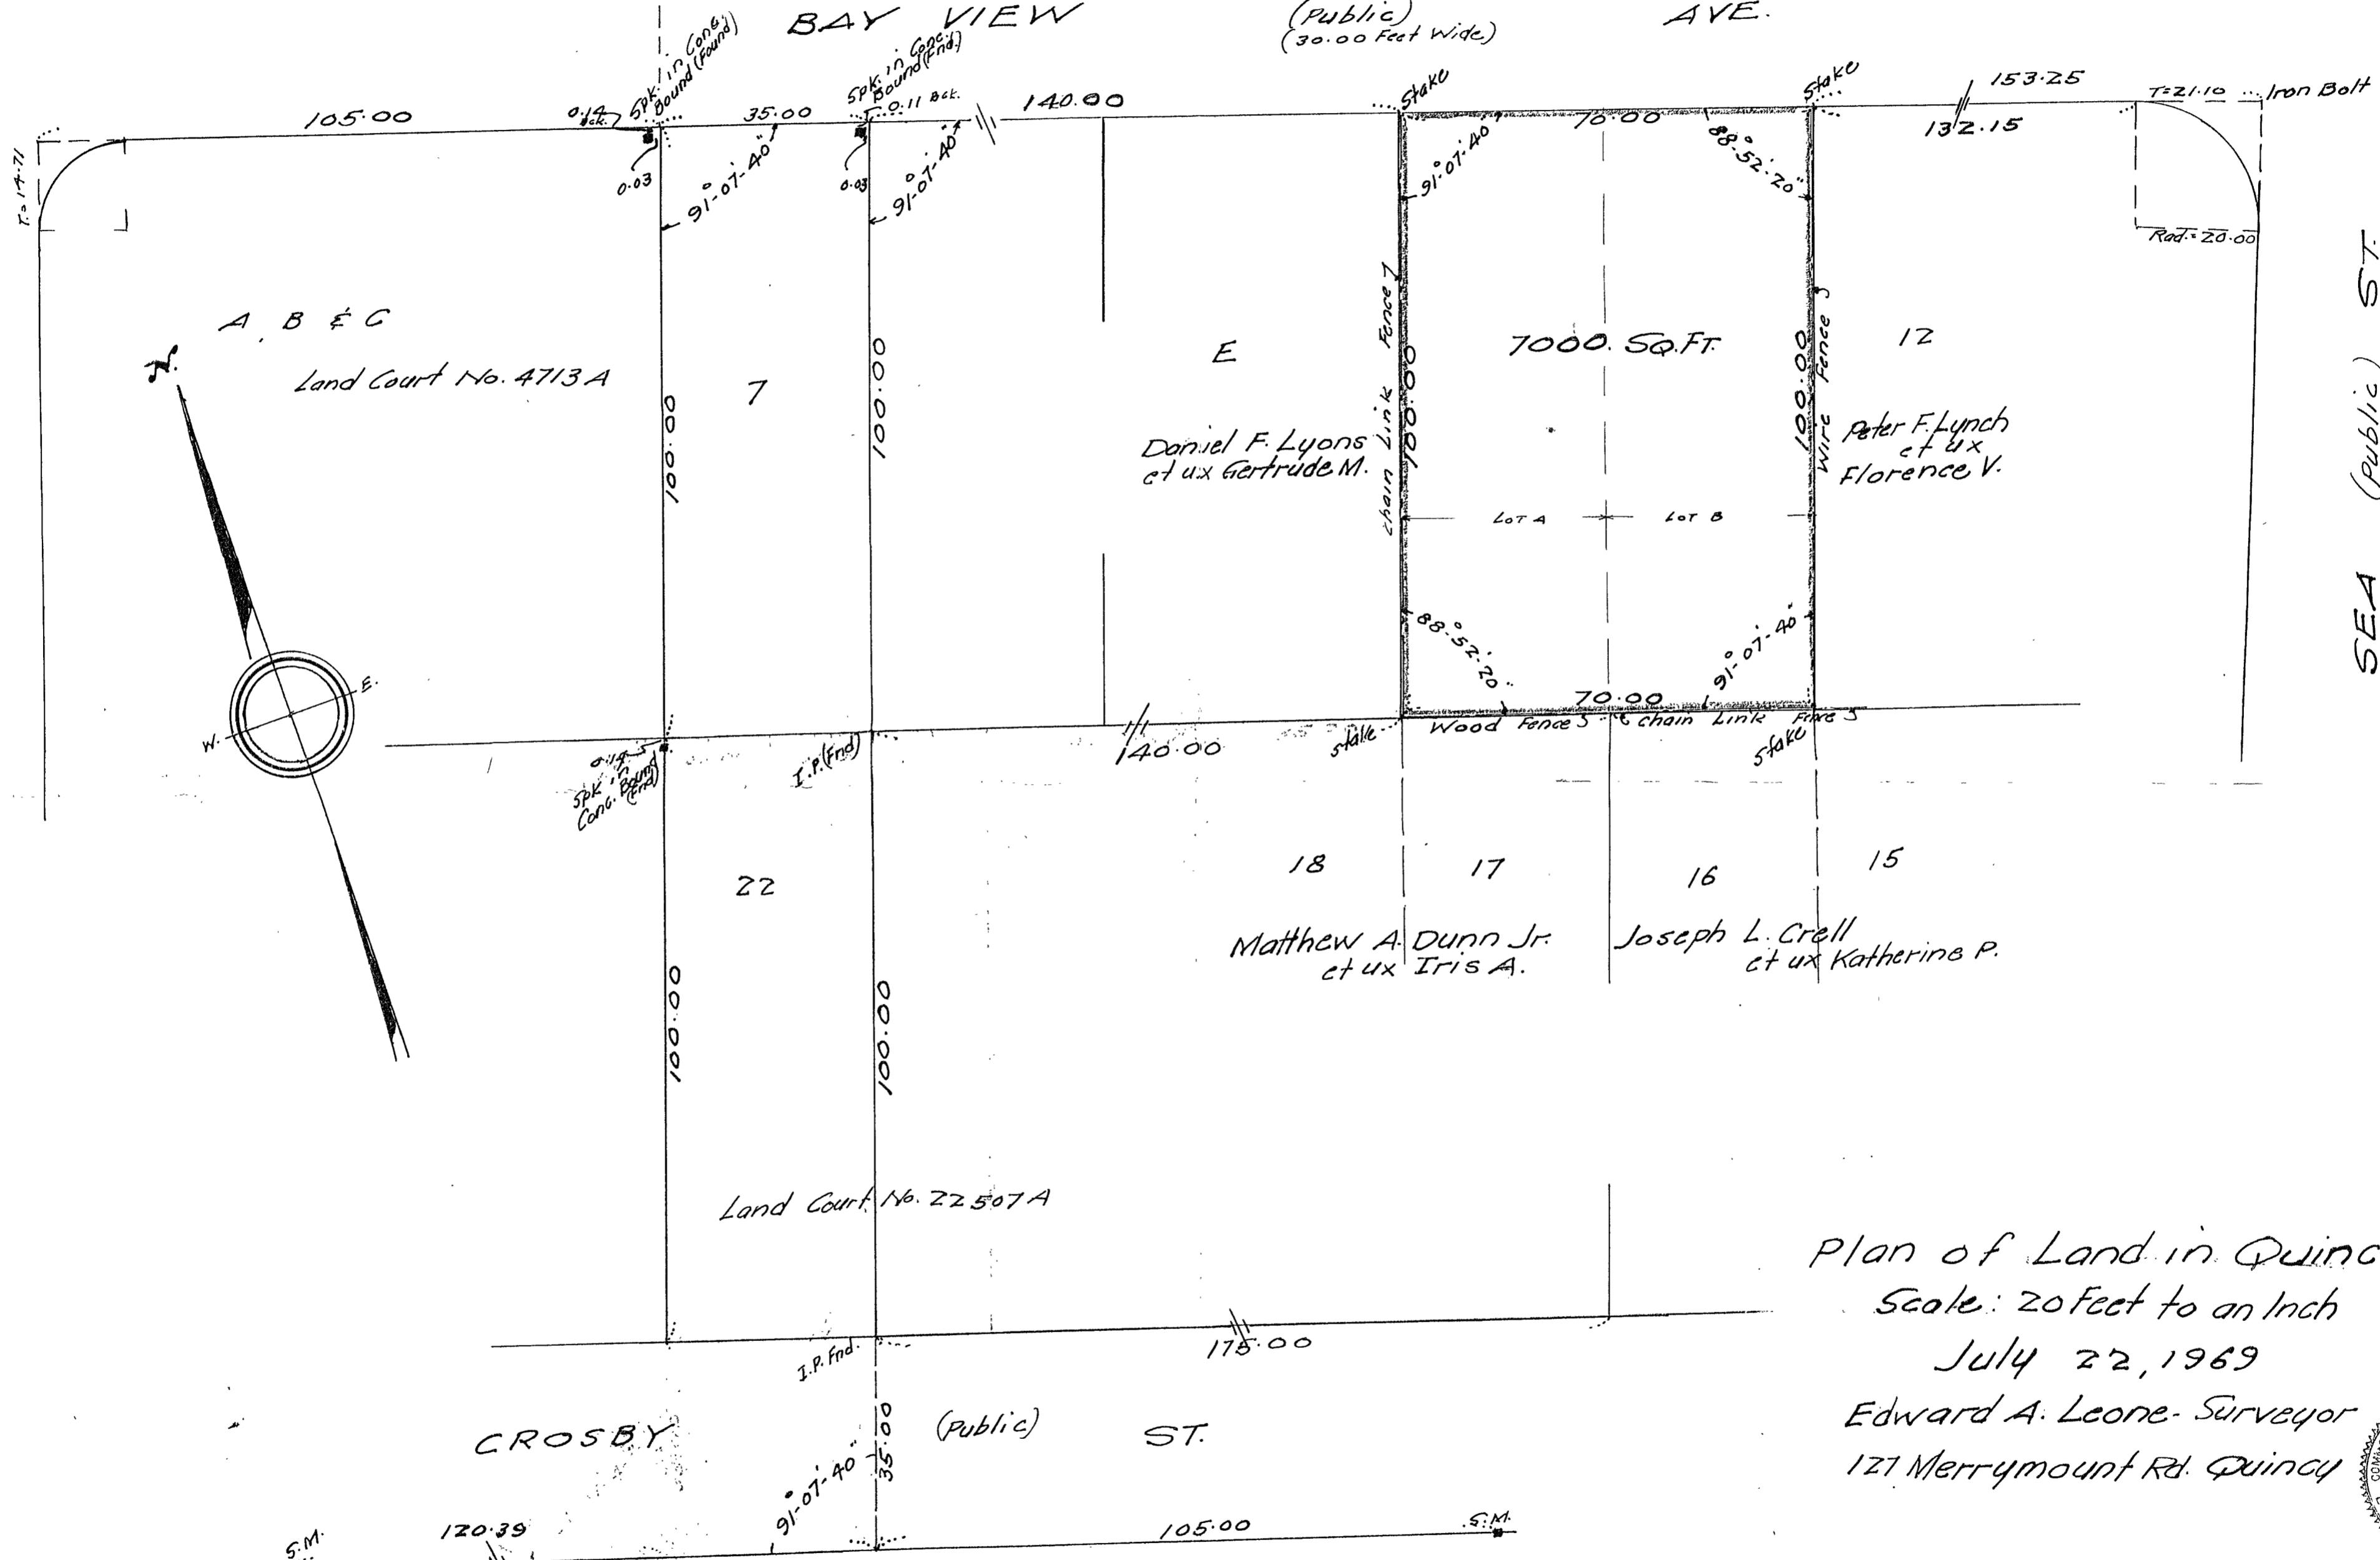 BAY VIEW (Public) AVE.
(30.00 Feet Wide)
Spk. in Conc. Bound (Found)
Spk. in Conc. Bound (Fnd.)
Stake
Stake
153.25
T=21.10
Iron Bolt
105.00
0.14 Bck.
35.00
0.11 Bck.
140.00
70.00
132.15
T.=14.71
0.03
91°-07'-40"
0.03
91°-07'-40"
91°-07'-40"
88°-52'-20"
Rad.=20.00
SEA (Public) ST.
A, B & C
Land Court No. 4713A
N.
E.
W.
7
100.00
100.00
E
Daniel F. Lyons
et ux Gertrude M.
Chain Link Fence
100.00
7000. SQ.FT.
LOT A
LOT B
100.00
Wire Fence
12
Peter F. Lynch
et ux
Florence V.
88°-52'-20"
91°-07'-40"
70.00
Wood Fence
Chain Link Fence
Stake
Stake
140.00
Spk. in
Conc. Bound
(Fnd)
I.P. (Fnd)
22
18
17
16
15
Matthew A. Dunn Jr.
et ux Iris A.
Joseph L. Crell
et ux Katherine P.
100.00
100.00
Land Court No. 22507A
I.P. Fnd.
175.00
CROSBY (Public) ST.
35.00
91°-07'-40"
S.M.
120.39
105.00
S.M.
Plan of Land in Quinc
Scale: 20 Feet to an Inch
July 22, 1969
Edward A. Leone - Surveyor
127 Merrymount Rd. Quincy